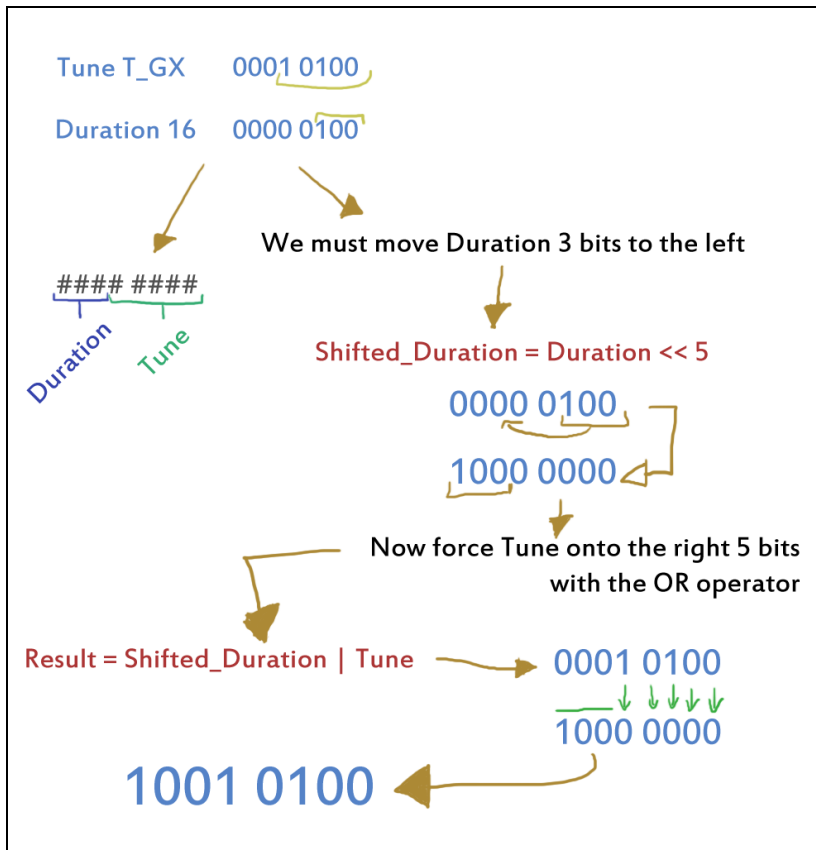 Tune T_GX 0001 0100
Duration 16 0000 0100
We must move Duration 3 bits to the left
#### ####
Duration
Tune
Shifted_Duration = Duration << 5
0000 0100
1000 0000
Now force Tune onto the right 5 bits
with the OR operator
Result = Shifted_Duration | Tune
0001 0100
1000 0000
1001 0100